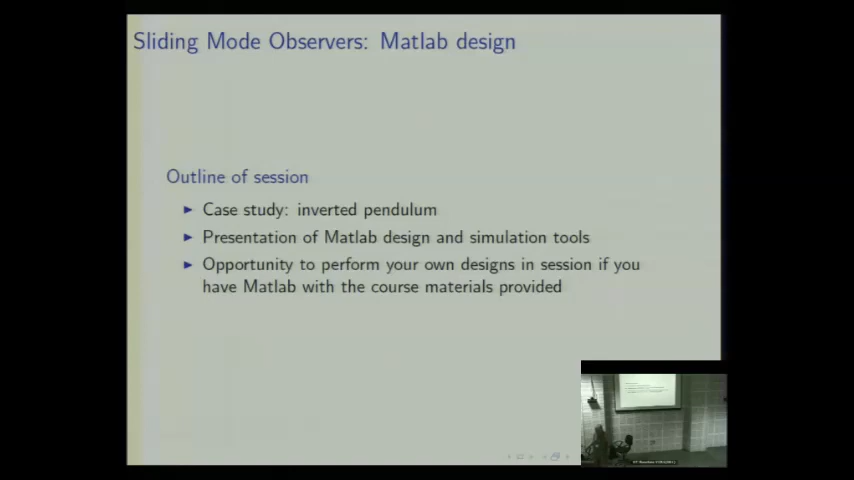 Sliding Mode Observers: Matlab design
Outline of session
Case study: inverted pendulum
Presentation of Matlab design and simulation tools
Opportunity to perform your own designs in session if you
have Matlab with the course materials provided